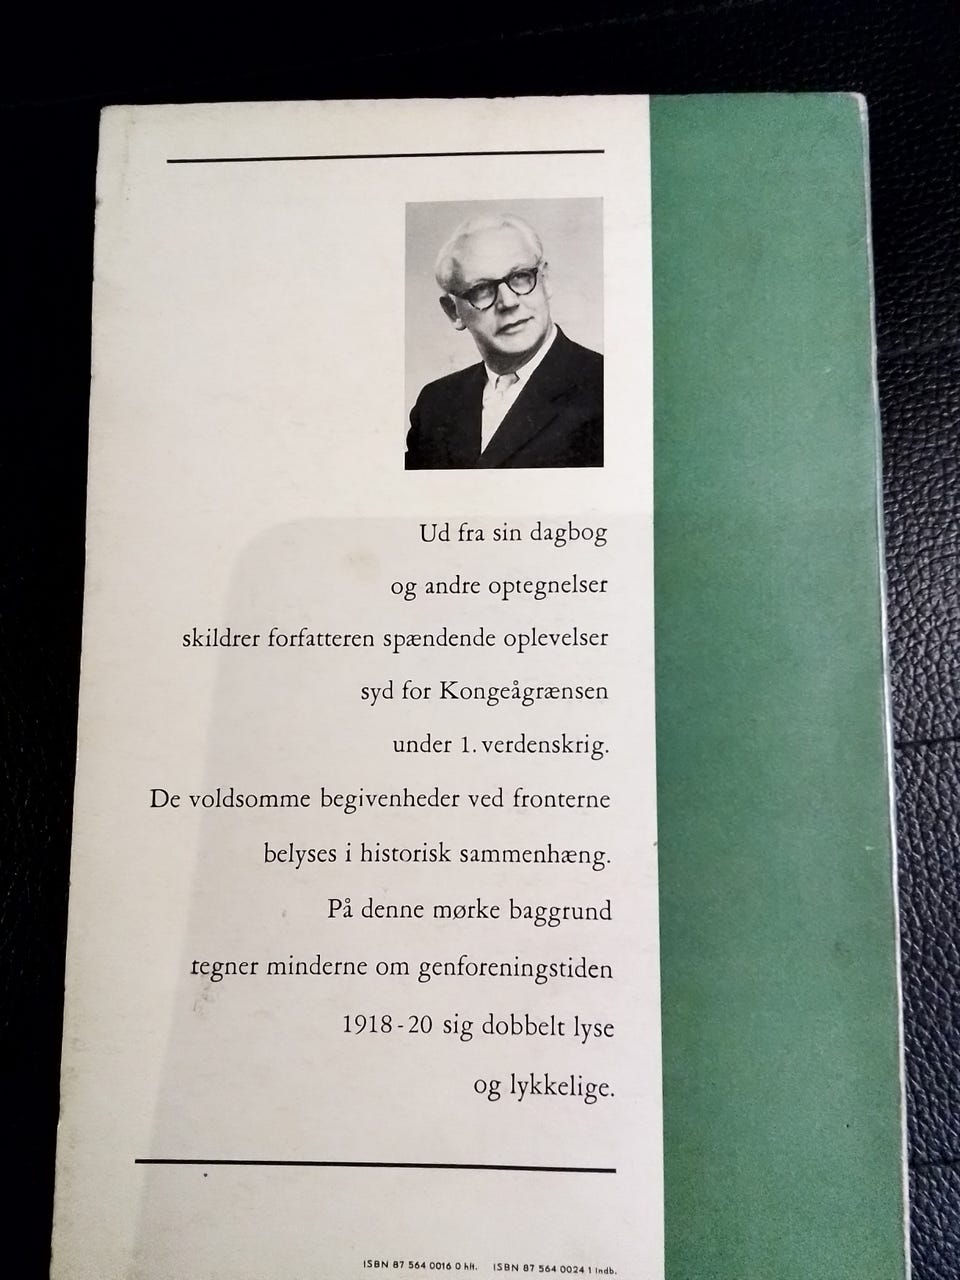 Ud fra sin dagbog
og andre optegnelser
skildrer forfatteren spændende oplevelser
syd for Kongeågrænsen
under 1. verdenskrig.
De voldsomme begivenheder ved fronterne
belyses i historisk sammenhæng.
På denne mørke baggrund
tegner minderne om genforeningstiden
1918-20 sig dobbelt lyse
og lykkelige.
ISBN 87 564 0016 0 hft. ISBN 87 564 0024 1 indb.